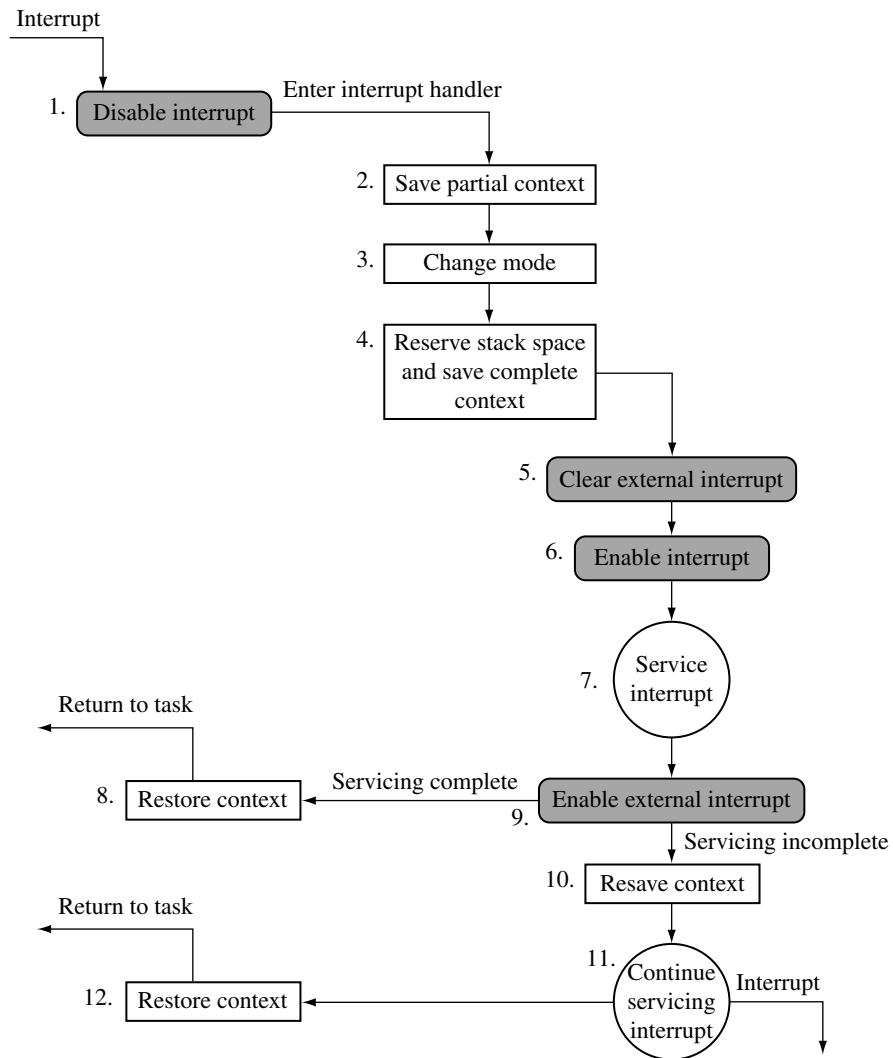 Interrupt
1. Disable interrupt
Enter interrupt handler
2. Save partial context
3. Change mode
4. Reserve stack space
and save complete
context
5. Clear external interrupt
6. Enable interrupt
7. Service
interrupt
Return to task
8. Restore context
Servicing complete
9. Enable external interrupt
Servicing incomplete
10. Resave context
Return to task
11. Continue
servicing
interrupt
Interrupt
12. Restore context